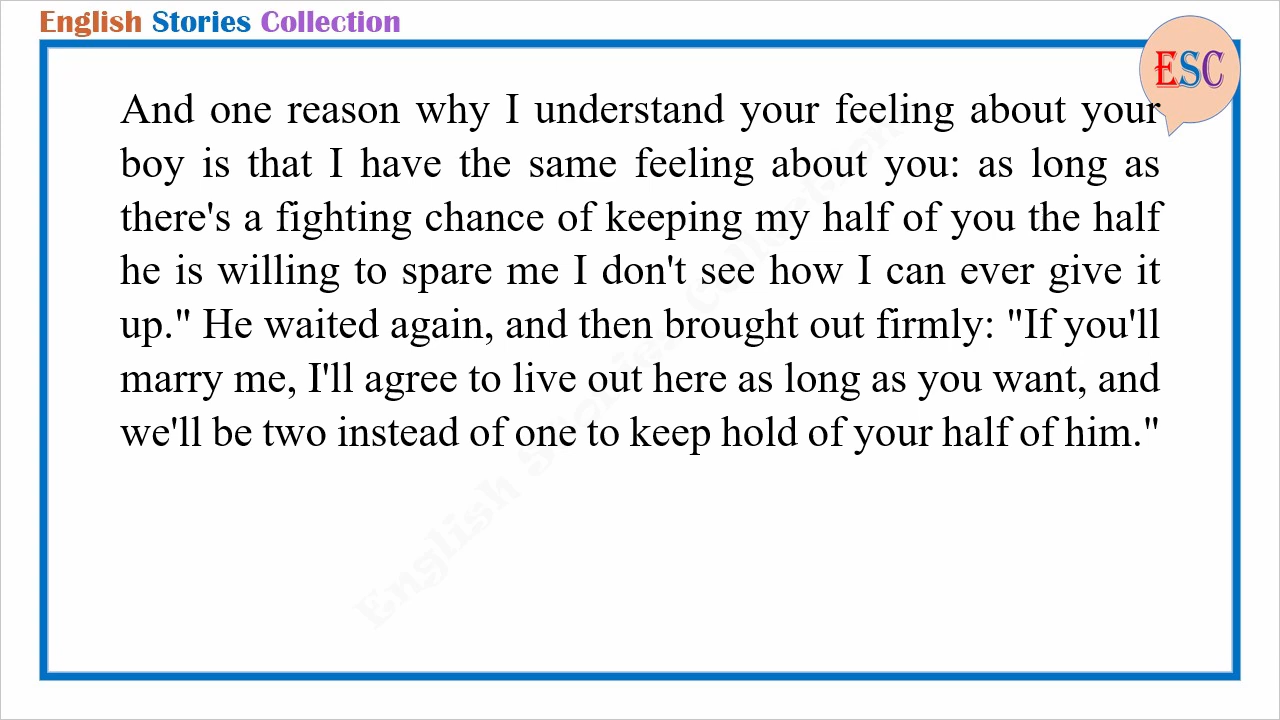 English Stories Collection
ESC
And one reason why I understand your feeling about your
boy is that I have the same feeling about you: as long as
there's a fighting chance of keeping my half of you the half
he is willing to spare me I don't see how I can ever give it
up." He waited again, and then brought out firmly: "If you'll
marry me, I'll agree to live out here as long as you want, and
we'll be two instead of one to keep hold of your half of him."
English Stories Collection